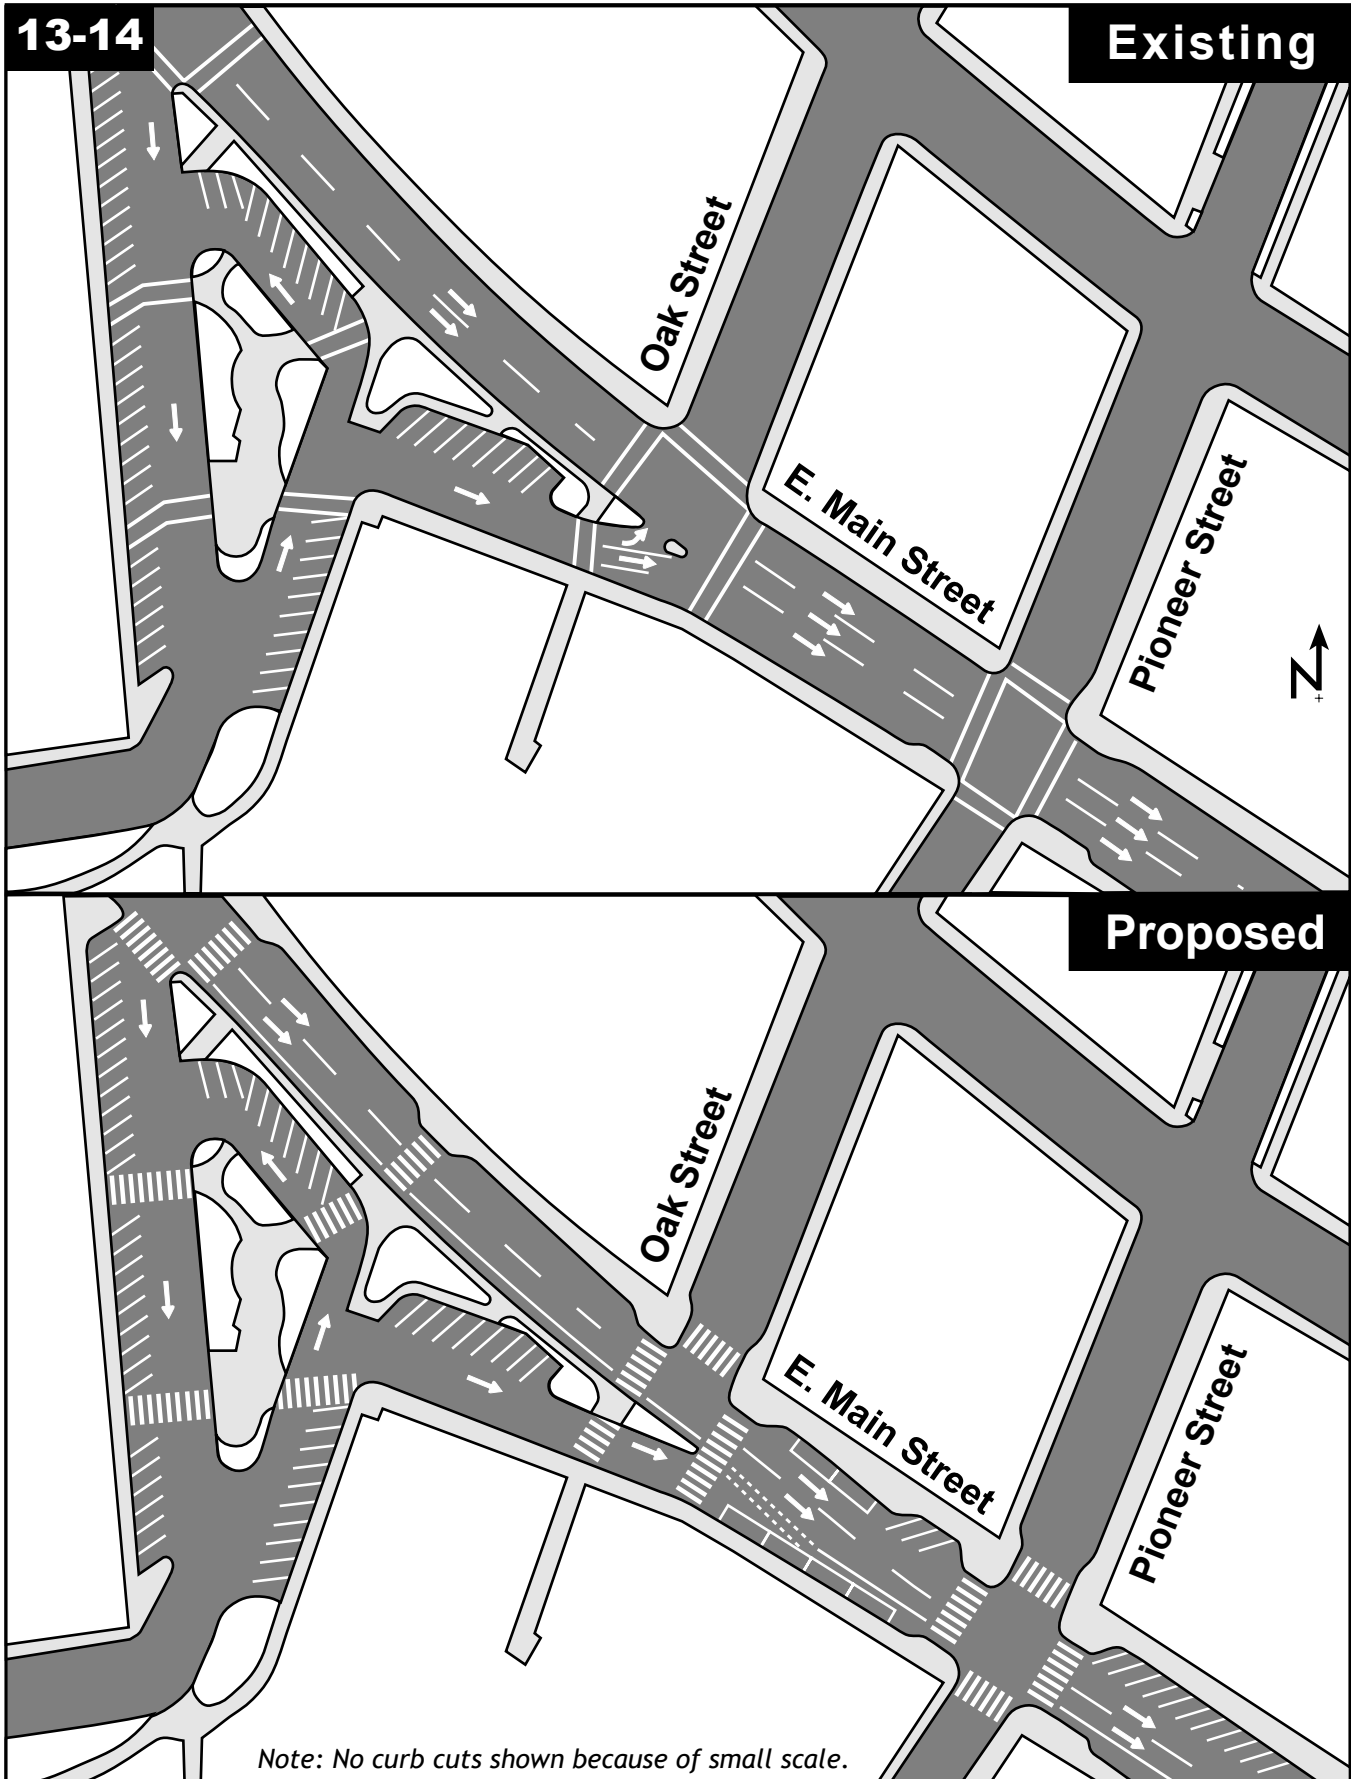 13-14
Existing
Oak Street
E. Main Street
Pioneer Street
N
Proposed
Oak Street
E. Main Street
Pioneer Street
Note: No curb cuts shown because of small scale.